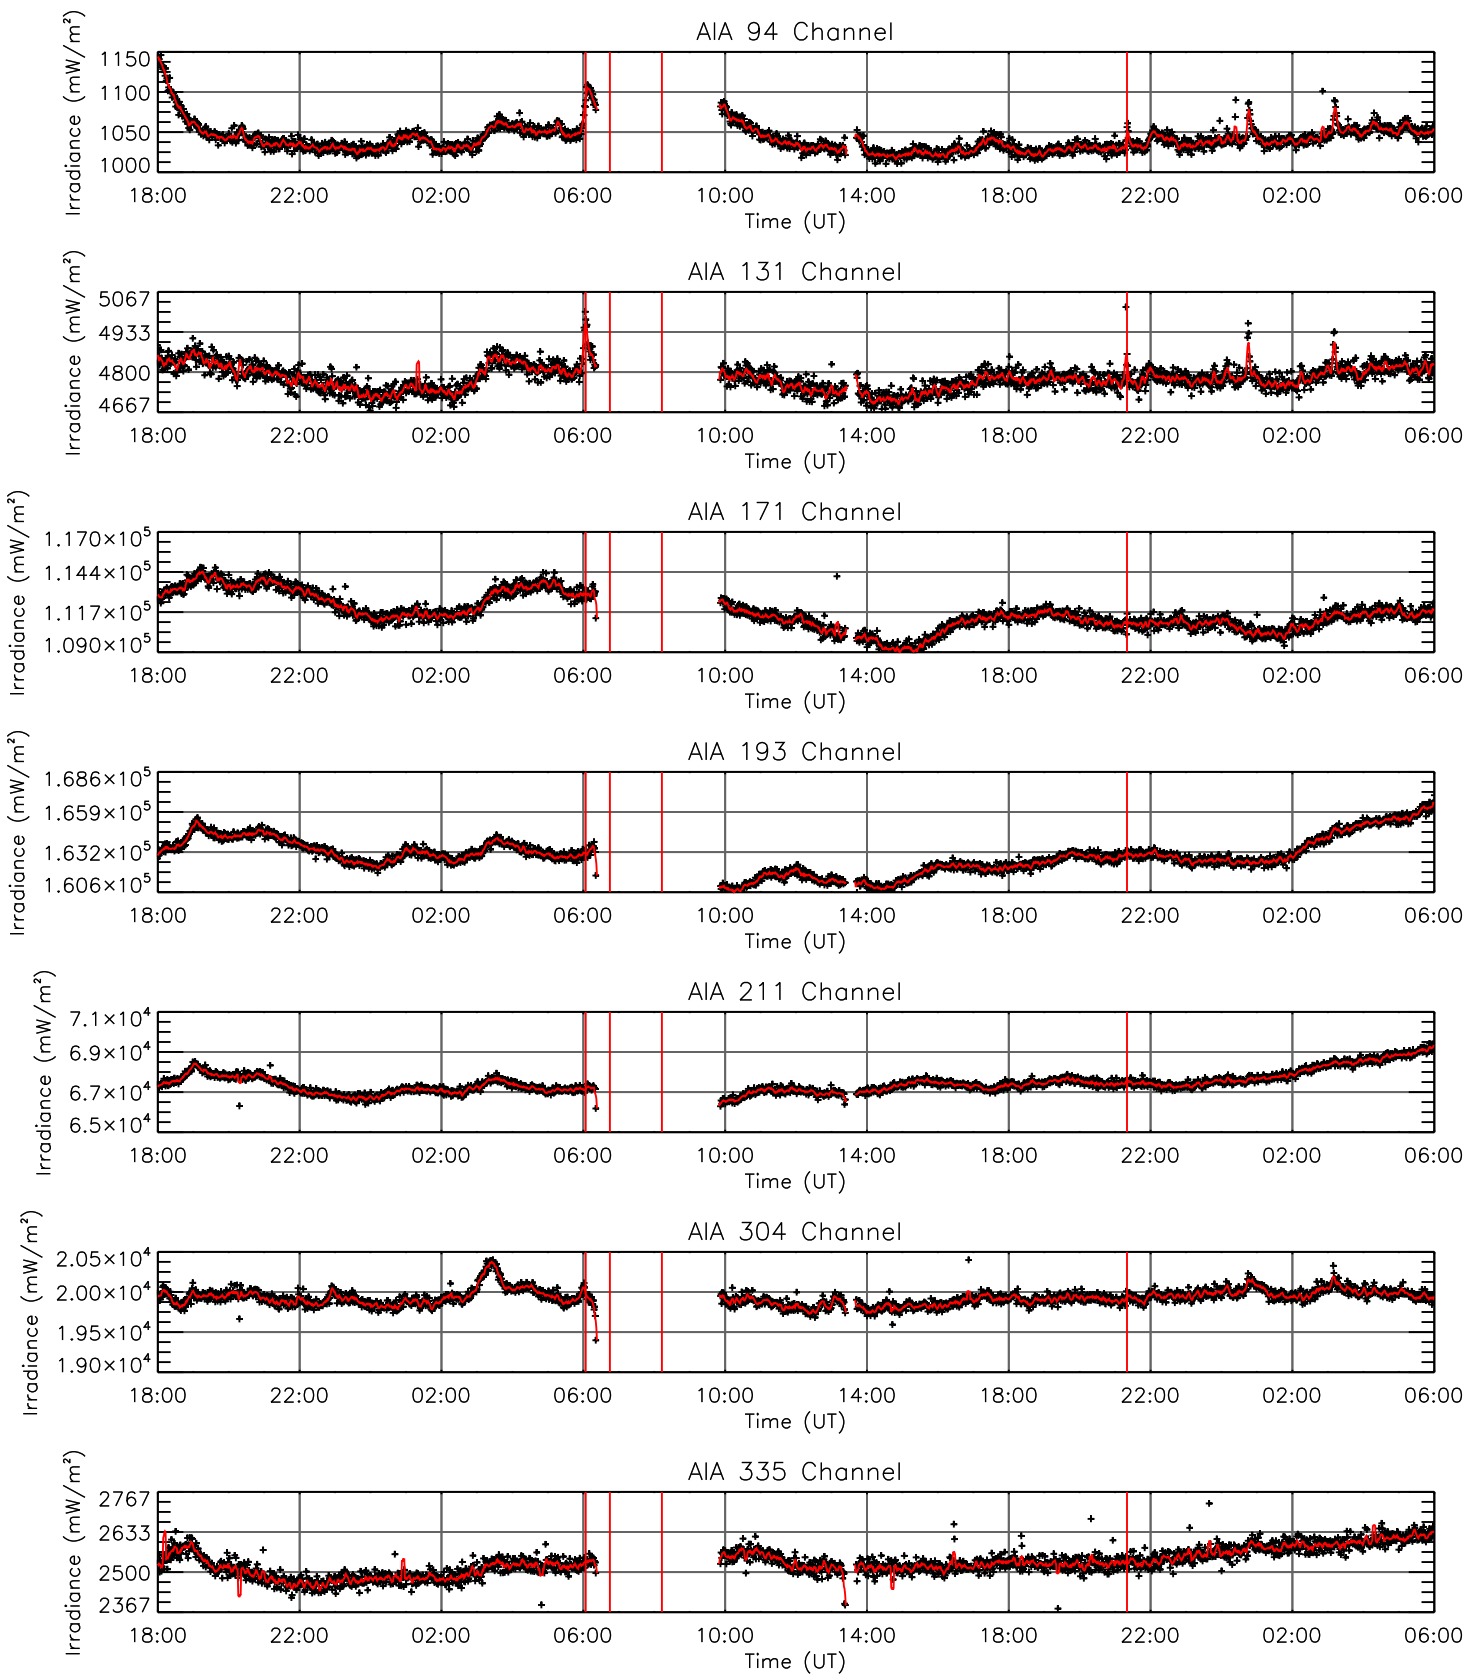 AIA 94 Channel
Irradiance (mW/m²)
1150
1100
1050
1000
18:00 22:00 02:00 06:00 10:00 14:00 18:00 22:00 02:00 06:00
Time (UT)
AIA 131 Channel
Irradiance (mW/m²)
5067
4933
4800
4667
18:00 22:00 02:00 06:00 10:00 14:00 18:00 22:00 02:00 06:00
Time (UT)
AIA 171 Channel
Irradiance (mW/m²)
1.170×10⁵
1.144×10⁵
1.117×10⁵
1.090×10⁵
18:00 22:00 02:00 06:00 10:00 14:00 18:00 22:00 02:00 06:00
Time (UT)
AIA 193 Channel
Irradiance (mW/m²)
1.686×10⁵
1.659×10⁵
1.632×10⁵
1.606×10⁵
18:00 22:00 02:00 06:00 10:00 14:00 18:00 22:00 02:00 06:00
Time (UT)
AIA 211 Channel
Irradiance (mW/m²)
7.1×10⁴
6.9×10⁴
6.7×10⁴
6.5×10⁴
18:00 22:00 02:00 06:00 10:00 14:00 18:00 22:00 02:00 06:00
Time (UT)
AIA 304 Channel
Irradiance (mW/m²)
2.05×10⁴
2.00×10⁴
1.95×10⁴
1.90×10⁴
18:00 22:00 02:00 06:00 10:00 14:00 18:00 22:00 02:00 06:00
Time (UT)
AIA 335 Channel
Irradiance (mW/m²)
2767
2633
2500
2367
18:00 22:00 02:00 06:00 10:00 14:00 18:00 22:00 02:00 06:00
Time (UT)